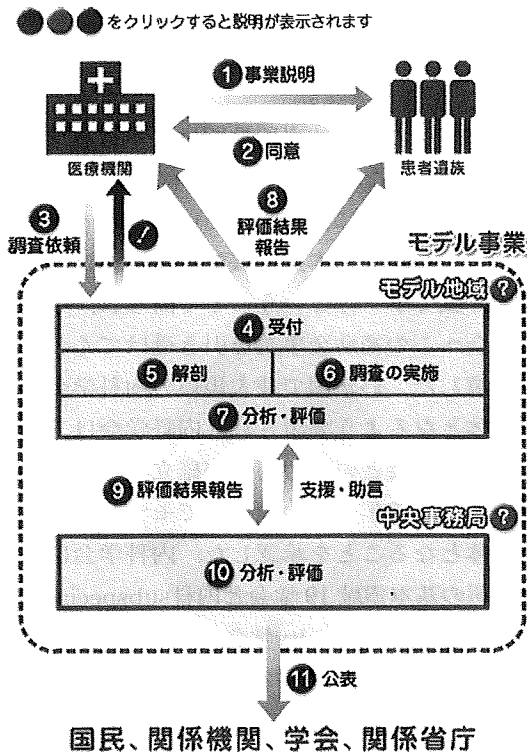 をクリックすると説明が表示されます
1 事業説明
医療機関
2 同意
患者遺族
3 調査依頼
!
8 評価結果
報告
モデル事業
モデル地域 ?
4 受付
5 解剖
6 調査の実施
7 分析・評価
9 評価結果報告
支援・助言
中央事務局 ?
10 分析・評価
11 公表
国民、関係機関、学会、関係省庁